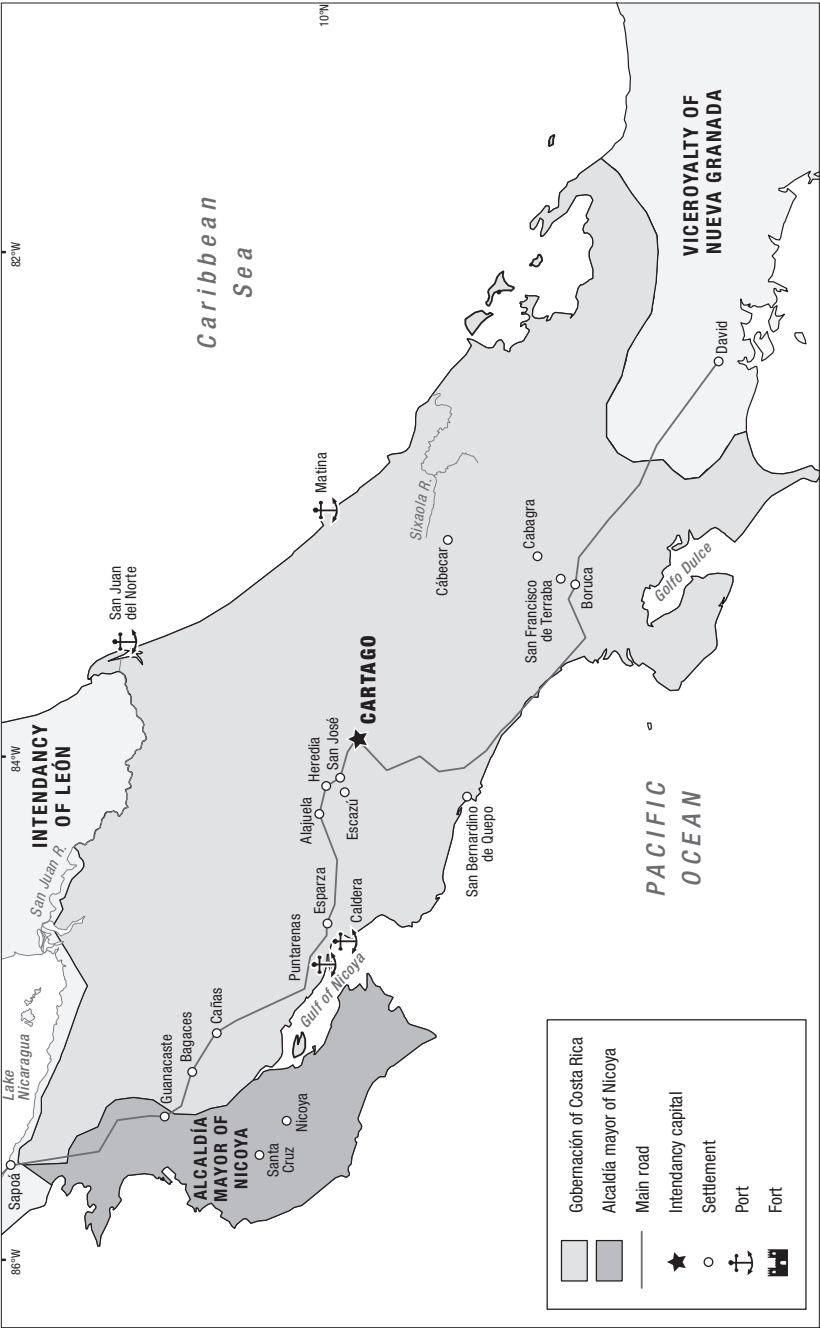 86°W
84°W
82°W
10°N
Lake
Nicaragua
San Juan R.
INTENDANCY
OF LEÓN
San Juan
del Norte
Caribbean
Sea
Sapoá
Guanacaste
Bagaces
Cañas
ALCALDÍA
MAYOR OF
NICOYA
Santa
Cruz
Nicoya
Gulf of Nicoya
Puntarenas
Esparza
Caldera
Alajuela
Heredia
San José
Escazú
CARTAGO
Matina
Sixaola R.
Cábecar
Cabagra
San Francisco
de Terraba
Boruca
San Bernardino
de Quepo
Golfo Dulce
David
VICEROYALTY OF
NUEVA GRANADA
PACIFIC
OCEAN
Gobernación of Costa Rica
Alcaldía mayor of Nicoya
Main road
Intendancy capital
Settlement
Port
Fort